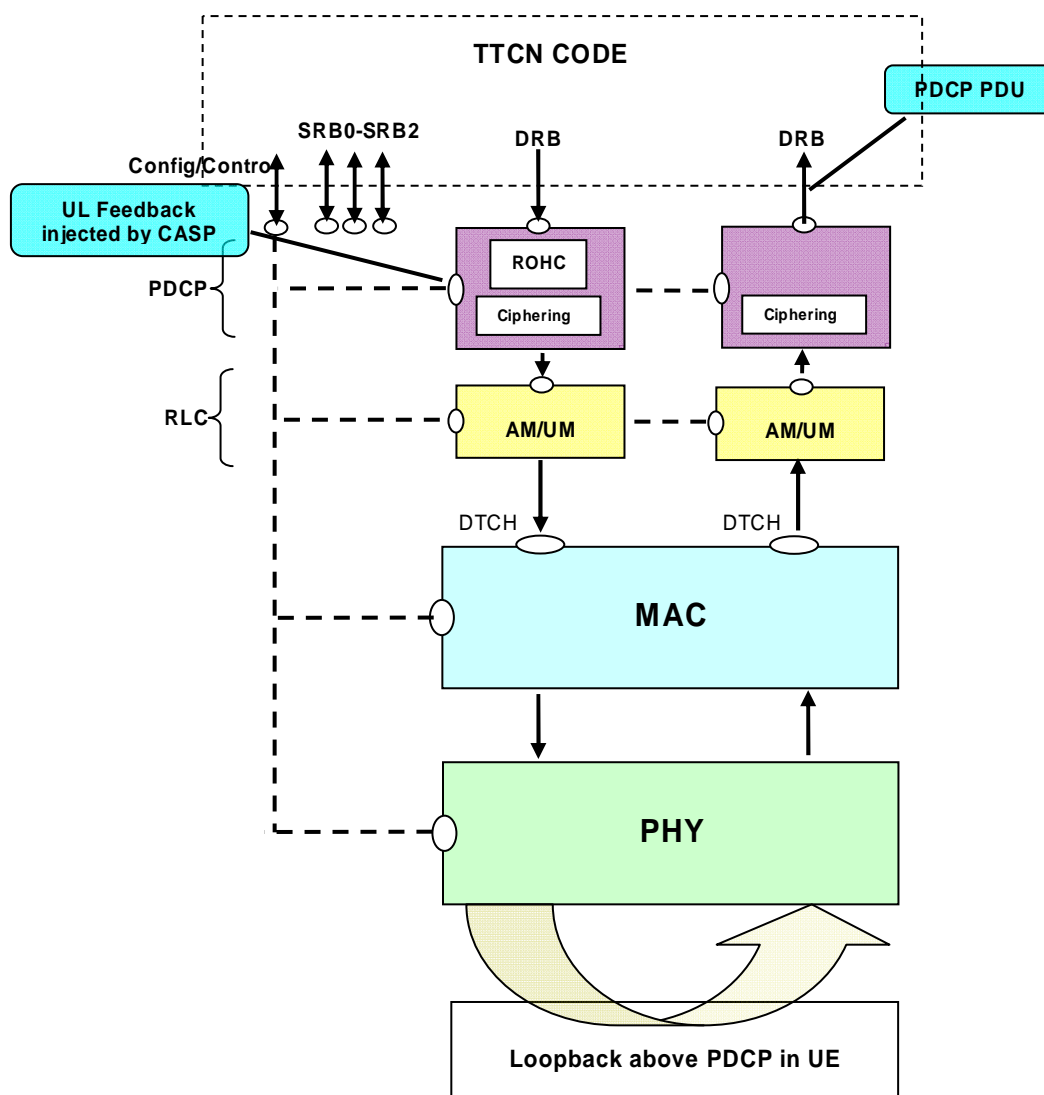 TTCN CODE
PDCP PDU
SRB0-SRB2
DRB
DRB
Config/Contro
UL Feedback
injected by CASP
ROHC
PDCP
Ciphering
Ciphering
RLC
AM/UM
AM/UM
DTCH
DTCH
MAC
PHY
Loopback above PDCP in UE